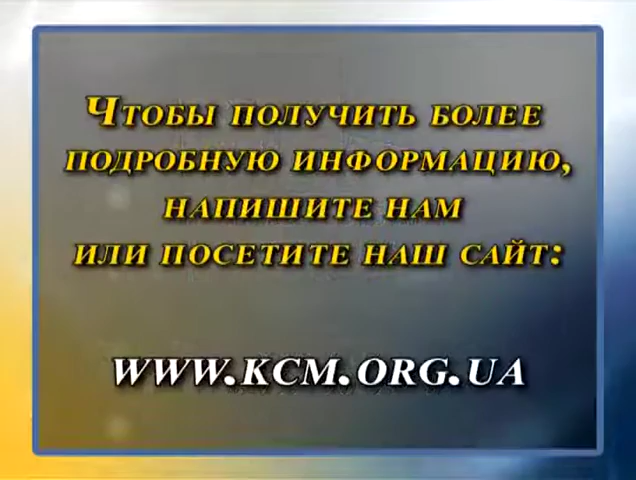 Чтобы получить более
подробную информацию,
напишите нам
или посетите наш сайт:
www.kcm.org.ua